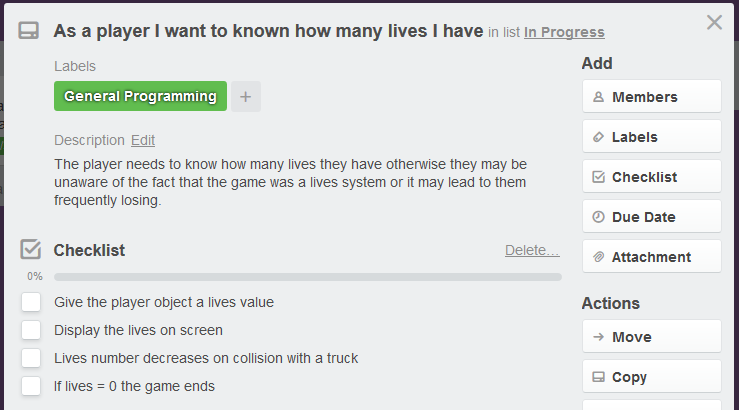 As a player I want to known how many lives I have in list In Progress
Labels
General Programming
Description Edit
The player needs to know how many lives they have otherwise they may be
unaware of the fact that the game was a lives system or it may lead to them
frequently losing.
Checklist Delete...
0%
Give the player object a lives value
Display the lives on screen
Lives number decreases on collision with a truck
If lives = 0 the game ends
Add
Members
Labels
Checklist
Due Date
Attachment
Actions
Move
Copy